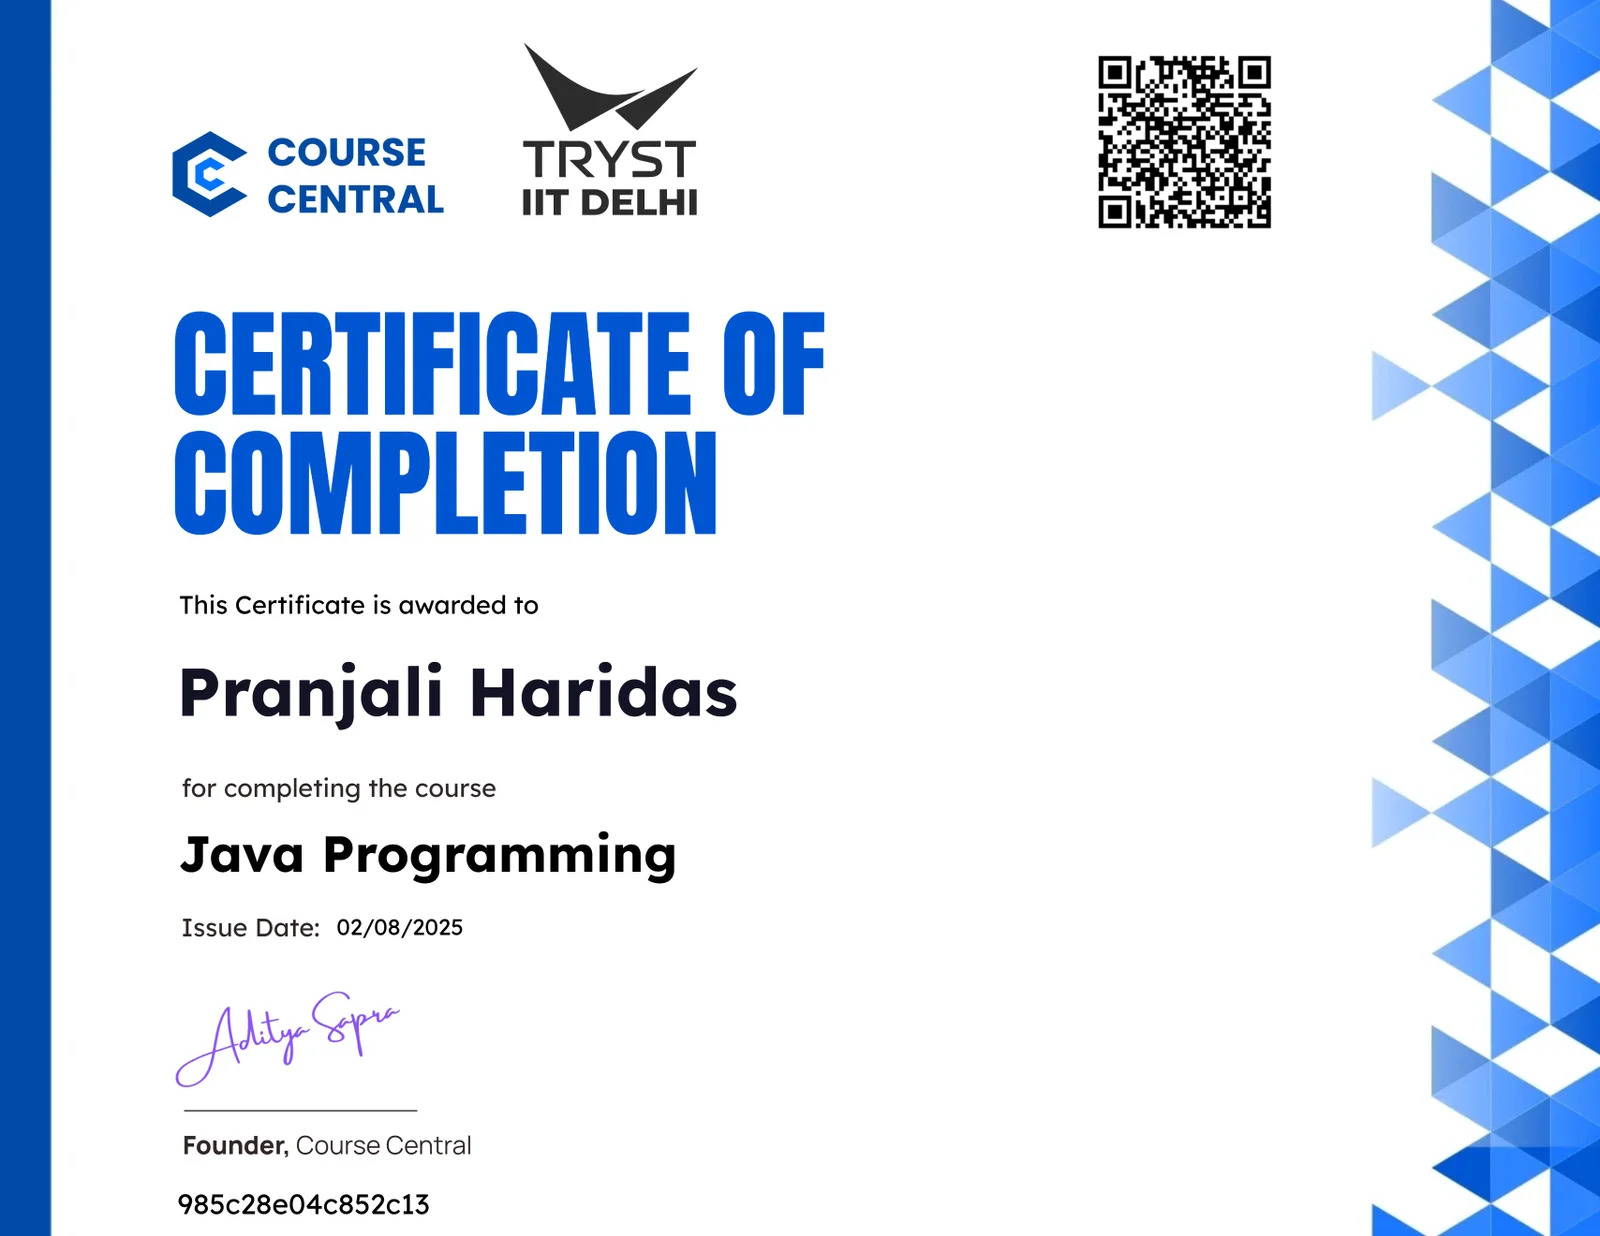 COURSE
CENTRAL
TRYST
IIT DELHI
CERTIFICATE OF
COMPLETION
This Certificate is awarded to
Pranjali Haridas
for completing the course
Java Programming
Issue Date: 02/08/2025
Aditya Sapra
Founder, Course Central
985c28e04c852c13